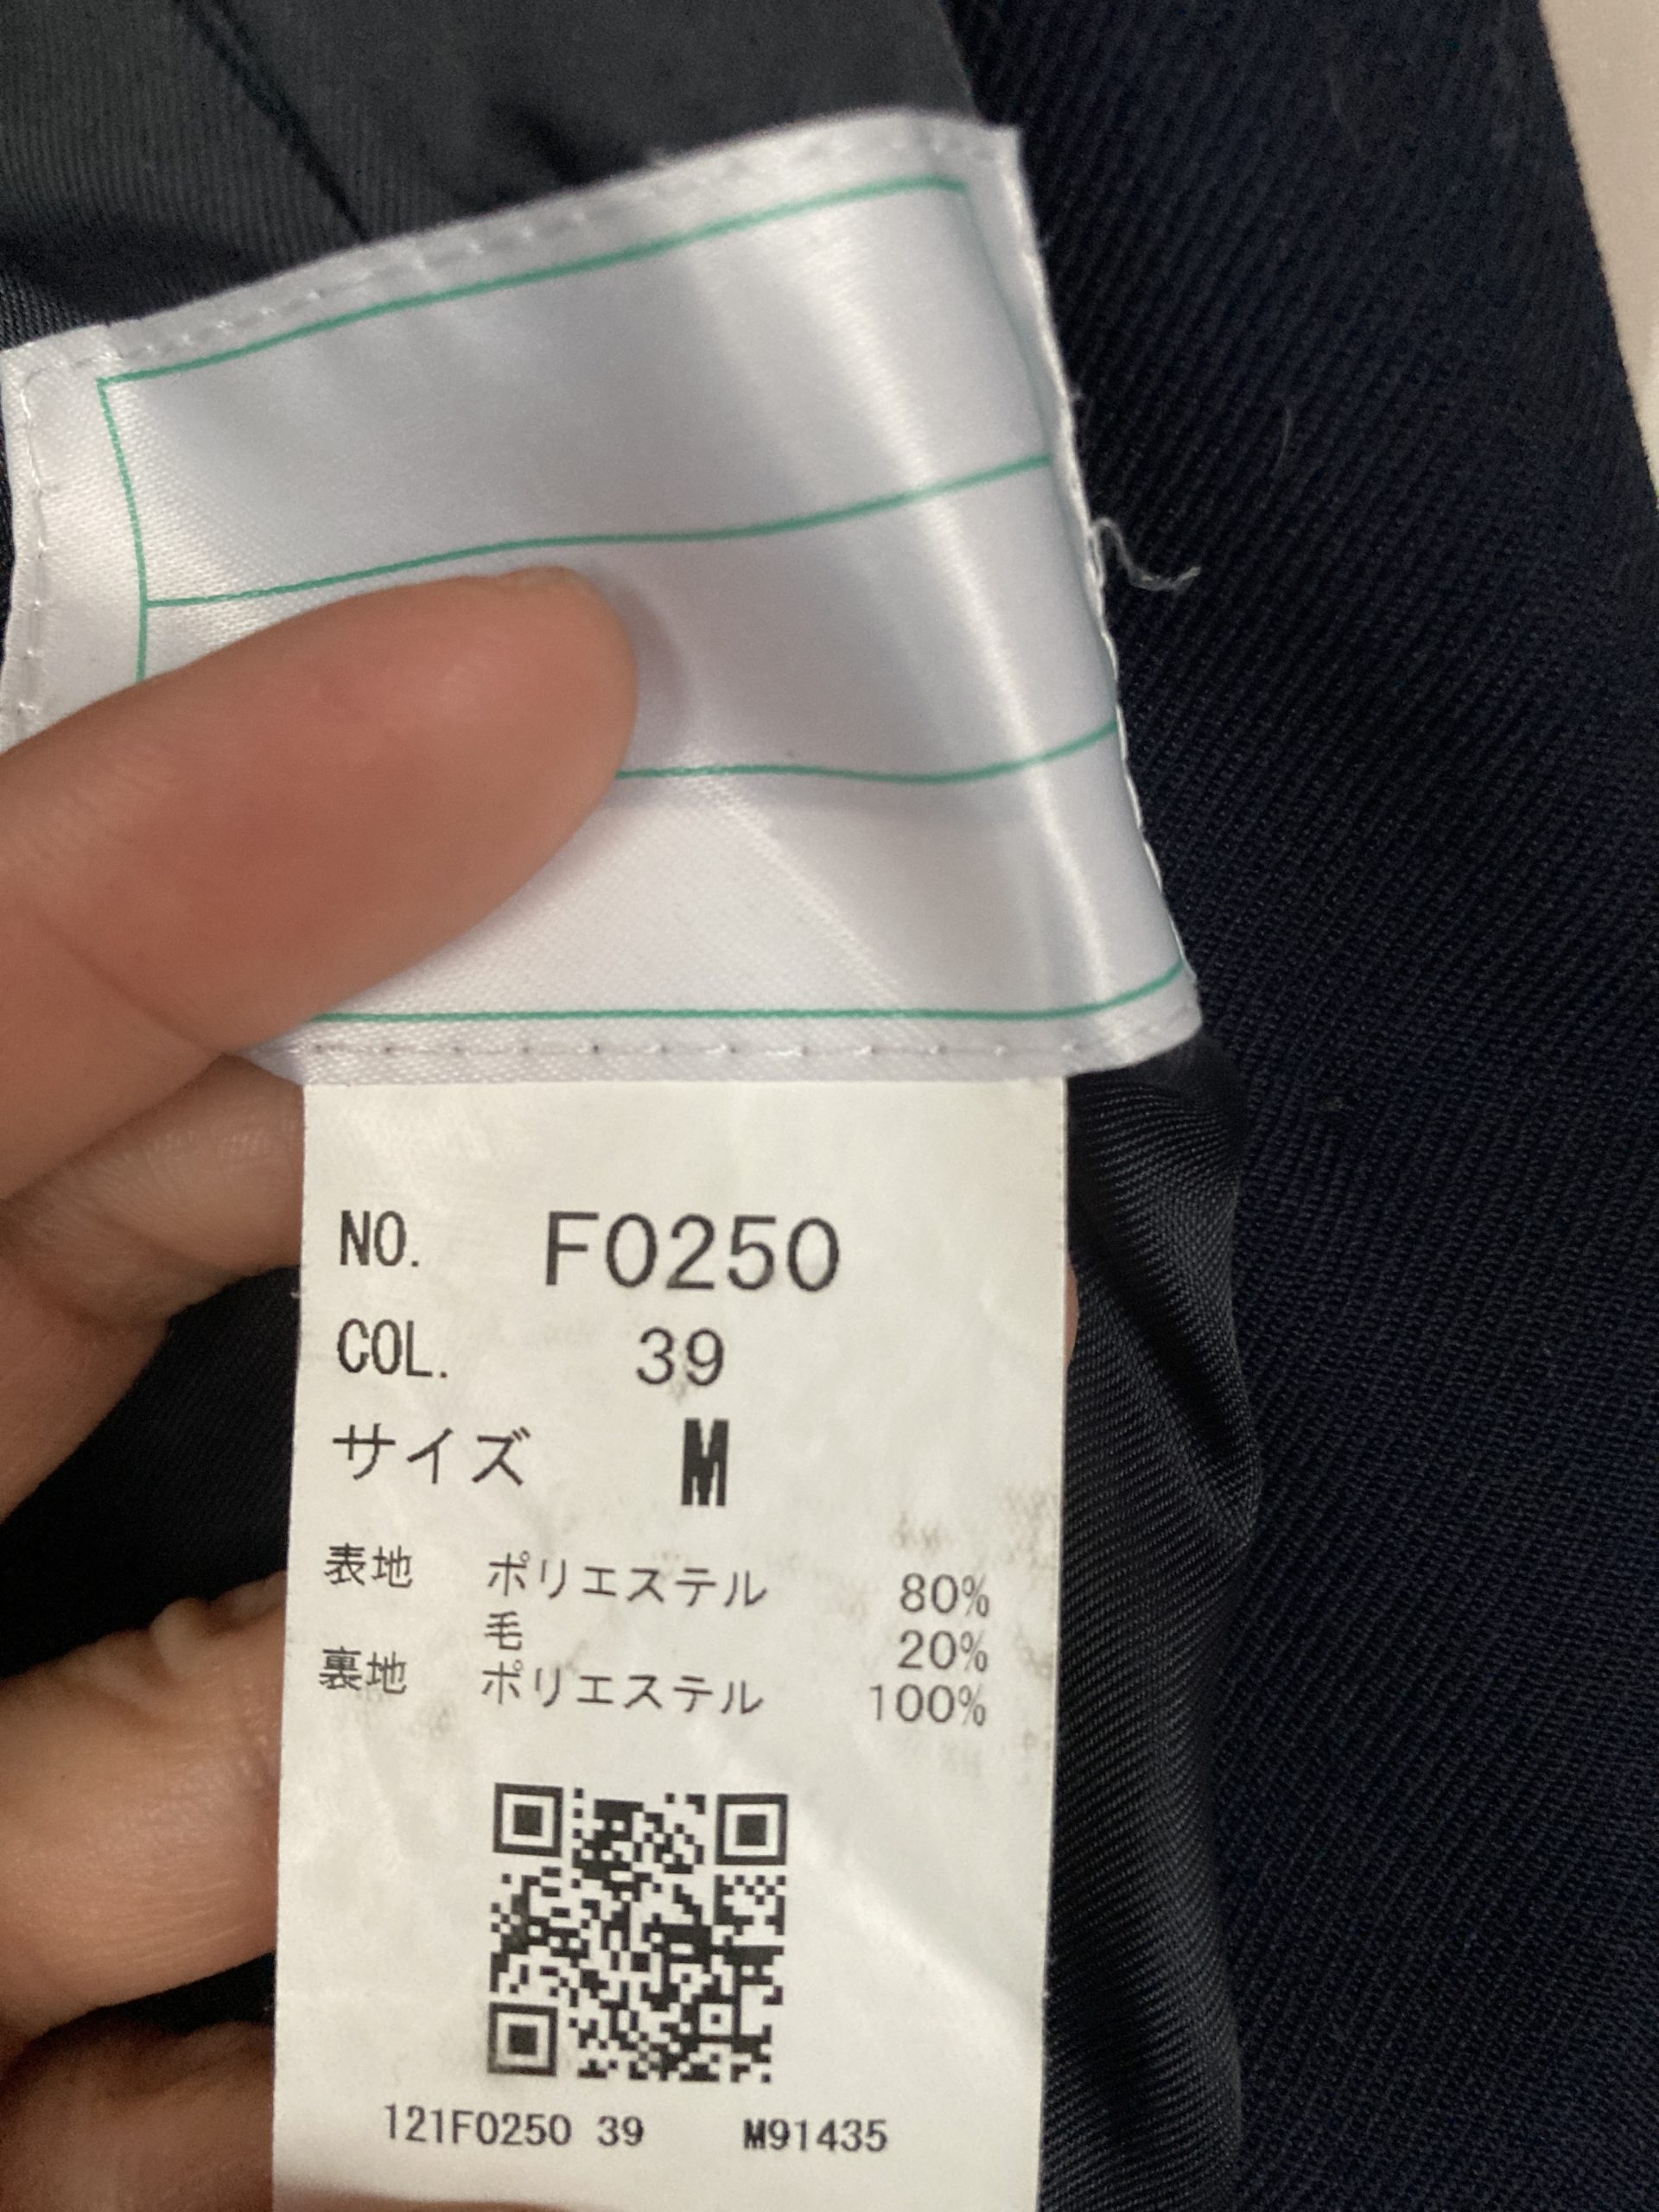 NO. F0250
COL. 39
サイズ M
表地 ポリエステル 80%
毛 20%
裏地 ポリエステル 100%
121F0250 39 M91435